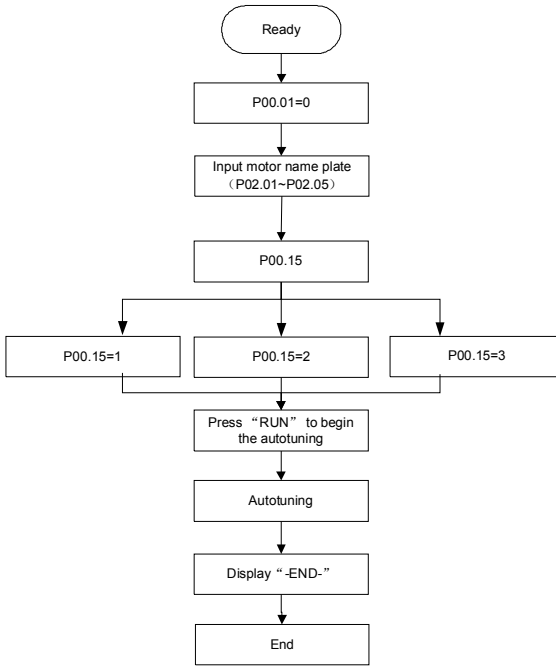 Ready
P00.01=0
Input motor name plate
（P02.01~P02.05）
P00.15
P00.15=1
P00.15=2
P00.15=3
Press “RUN” to begin
the autotuning
Autotuning
Display “-END-”
End